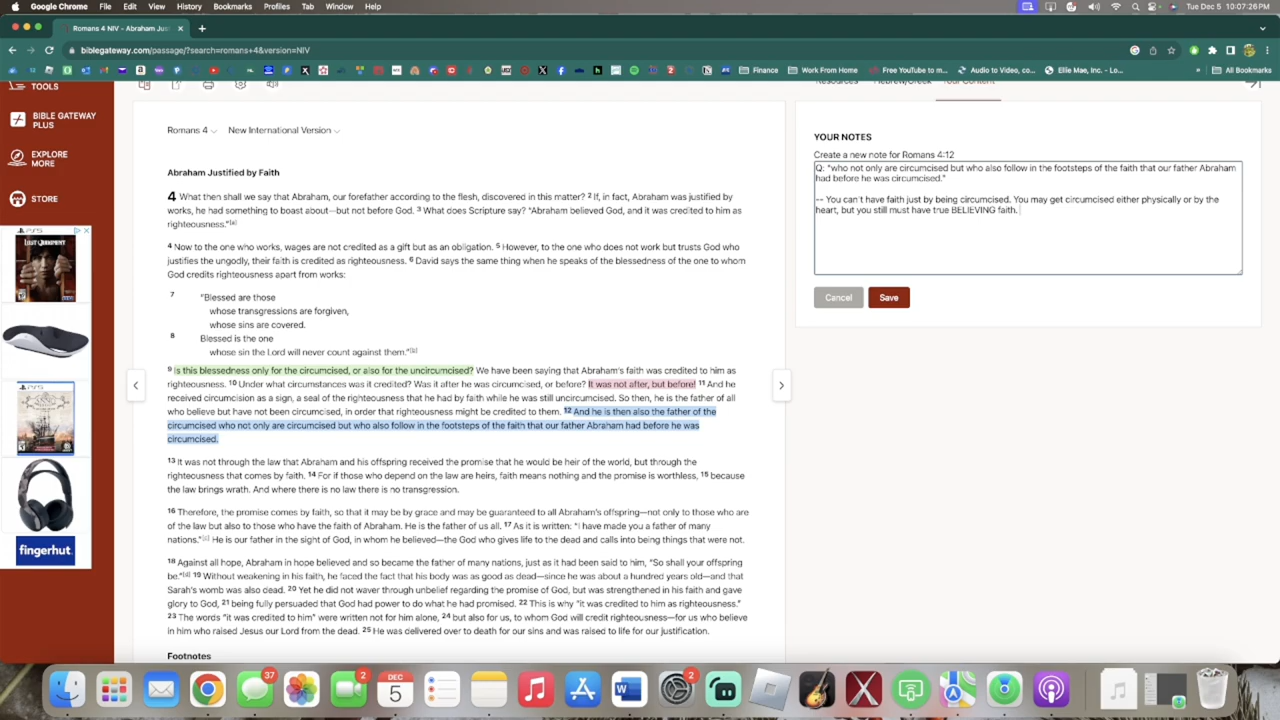 Google Chrome File Edit View History Bookmarks Profiles Tab Window Help Tue Dec 5 10:07:26 PM
Romans 4 NIV - Abraham Jus
biblegateway.com/passage/?search=romans+4&version=NIV
Finance Work From Home Free YouTube to m... Audio to Video, co... Ellie Mae, Inc. - Lo... All Bookmarks
TOOLS
BIBLE GATEWAY
PLUS
EXPLORE
MORE
STORE
LAST JUDGMENT
PS5
fingerhut
Romans 4 New International Version
Abraham Justified by Faith
4 What then shall we say that Abraham, our forefather according to the flesh, discovered in this matter? 2 If, in fact, Abraham was justified by
works, he had something to boast about—but not before God. 3 What does Scripture say? "Abraham believed God, and it was credited to him as
righteousness."[a]
4 Now to the one who works, wages are not credited as a gift but as an obligation. 5 However, to the one who does not work but trusts God who
justifies the ungodly, their faith is credited as righteousness. 6 David says the same thing when he speaks of the blessedness of the one to whom
God credits righteousness apart from works:
7 "Blessed are those
whose transgressions are forgiven,
whose sins are covered.
8 Blessed is the one
whose sin the Lord will never count against them."[b]
9 Is this blessedness only for the circumcised, or also for the uncircumcised? We have been saying that Abraham's faith was credited to him as
righteousness. 10 Under what circumstances was it credited? Was it after he was circumcised, or before? It was not after, but before! 11 And he
received circumcision as a sign, a seal of the righteousness that he had by faith while he was still uncircumcised. So then, he is the father of all
who believe but have not been circumcised, in order that righteousness might be credited to them. 12 And he is then also the father of the
circumcised who not only are circumcised but who also follow in the footsteps of the faith that our father Abraham had before he was
circumcised.
13 It was not through the law that Abraham and his offspring received the promise that he would be heir of the world, but through the
righteousness that comes by faith. 14 For if those who depend on the law are heirs, faith means nothing and the promise is worthless, 15 because
the law brings wrath. And where there is no law there is no transgression.
16 Therefore, the promise comes by faith, so that it may be by grace and may be guaranteed to all Abraham's offspring—not only to those who are
of the law but also to those who have the faith of Abraham. He is the father of us all. 17 As it is written: "I have made you a father of many
nations."[c] He is our father in the sight of God, in whom he believed—the God who gives life to the dead and calls into being things that were not.
18 Against all hope, Abraham in hope believed and so became the father of many nations, just as it had been said to him, "So shall your offspring
be."[d] 19 Without weakening in his faith, he faced the fact that his body was as good as dead—since he was about a hundred years old—and that
Sarah's womb was also dead. 20 Yet he did not waver through unbelief regarding the promise of God, but was strengthened in his faith and gave
glory to God, 21 being fully persuaded that God had power to do what he had promised. 22 This is why "it was credited to him as righteousness."
23 The words "it was credited to him" were written not for him alone, 24 but also for us, to whom God will credit righteousness—for us who believe
in him who raised Jesus our Lord from the dead. 25 He was delivered over to death for our sins and was raised to life for our justification.
Footnotes
Resources Hebrew/Greek Your Content
YOUR NOTES
Create a new note for Romans 4:12
Q: "who not only are circumcised but who also follow in the footsteps of the faith that our father Abraham
had before he was circumcised."
-- You can't have faith just by being circumcised. You may get circumcised either physically or by the
heart, but you still must have true BELIEVING faith.
Cancel Save
37 2 DEC 5 2